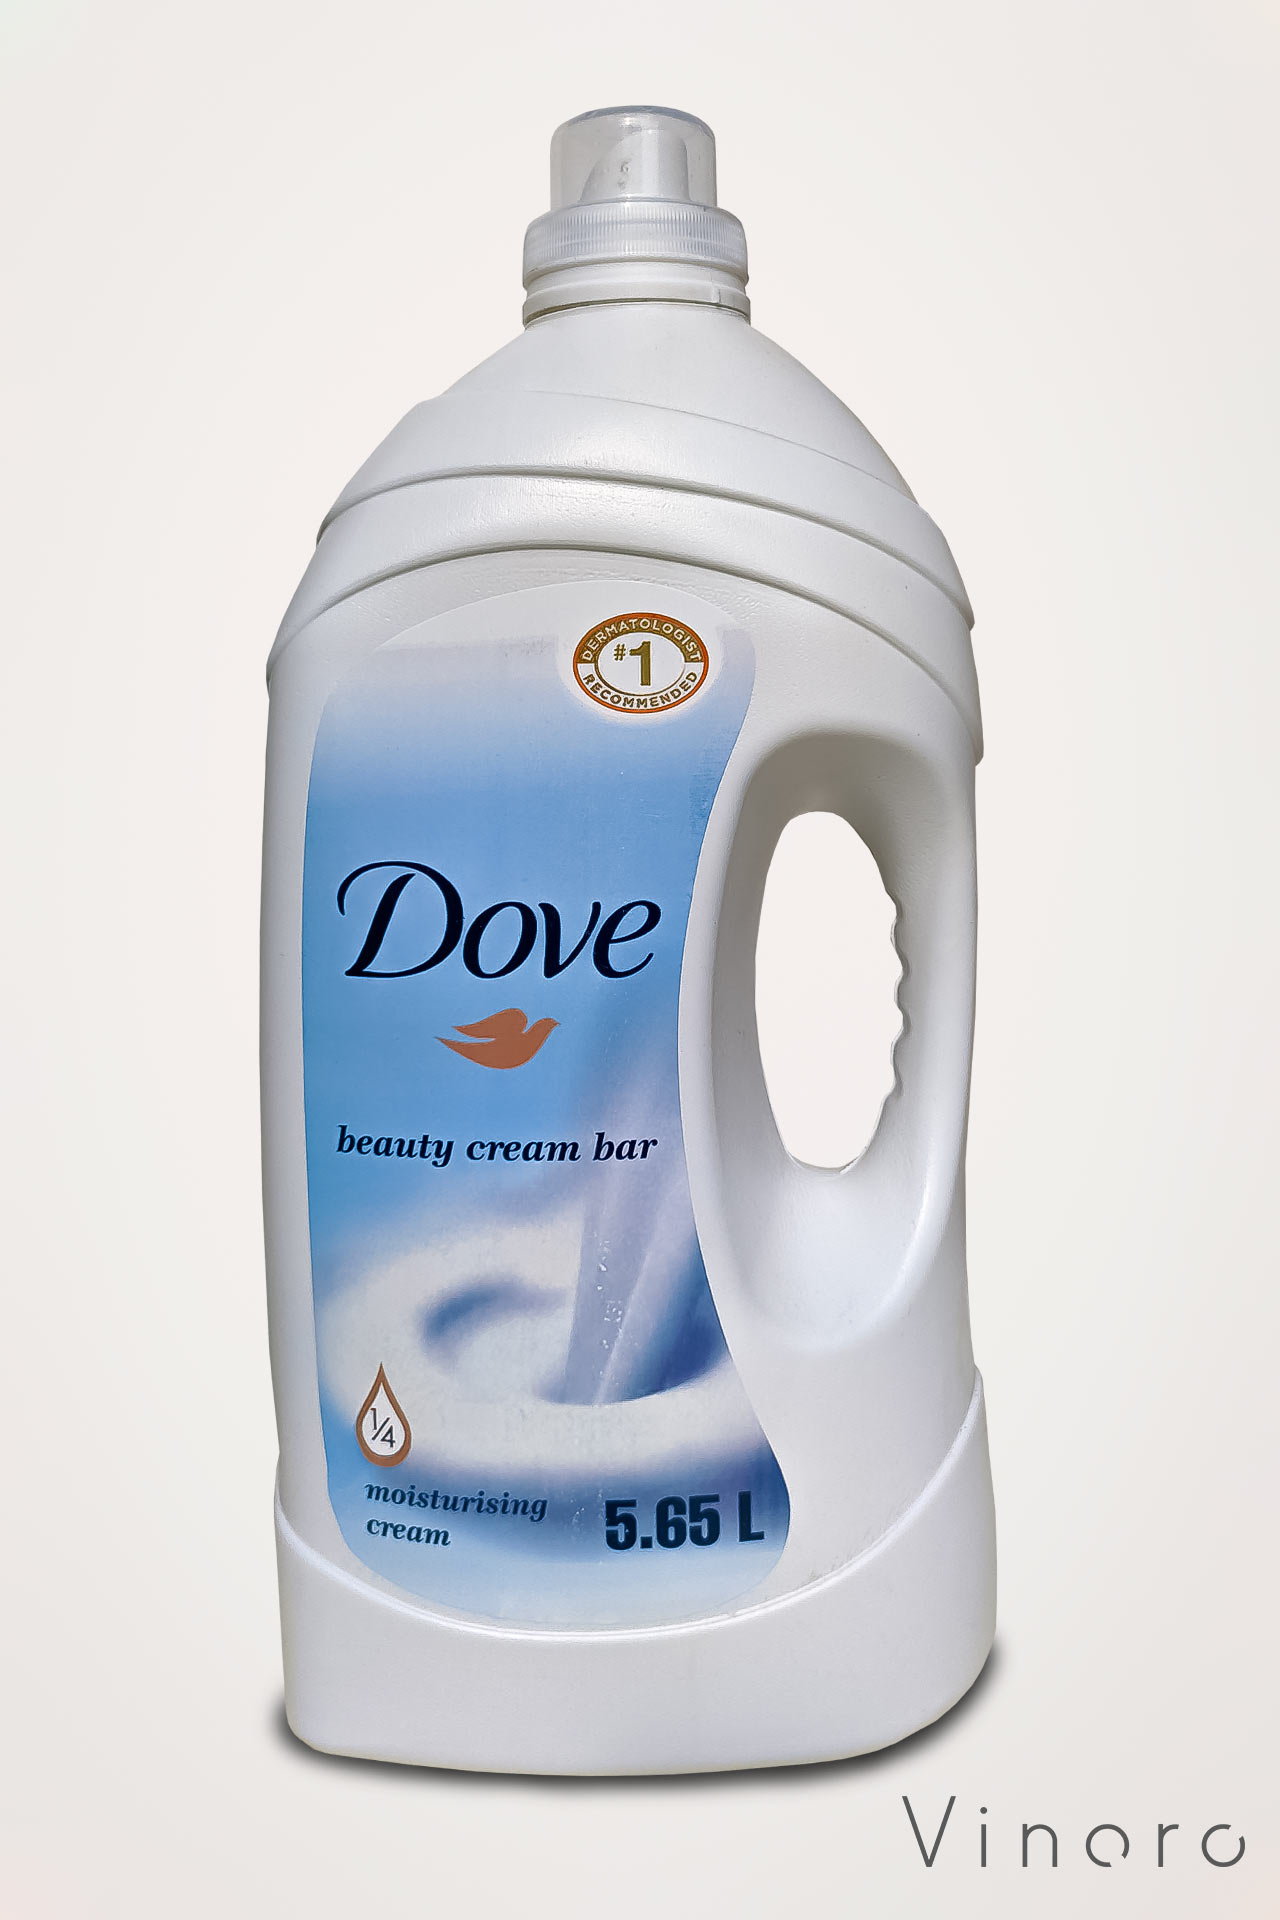 DERMATOLOGIST
#1
RECOMMENDED
Dove
beauty cream bar
1/4
moisturising
cream
5.65 L
Vinoro